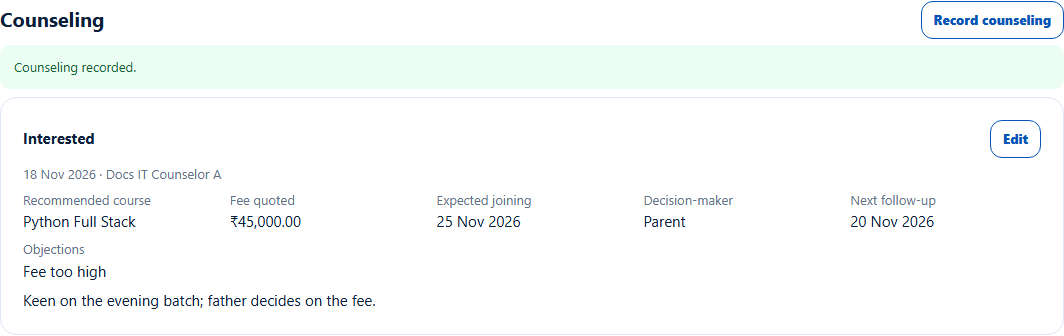 Counseling
Record counseling
Counseling recorded.
Interested
Edit
18 Nov 2026 · Docs IT Counselor A
Recommended course Fee quoted Expected joining Decision-maker Next follow-up
Python Full Stack ₹45,000.00 25 Nov 2026 Parent 20 Nov 2026
Objections
Fee too high
Keen on the evening batch; father decides on the fee.